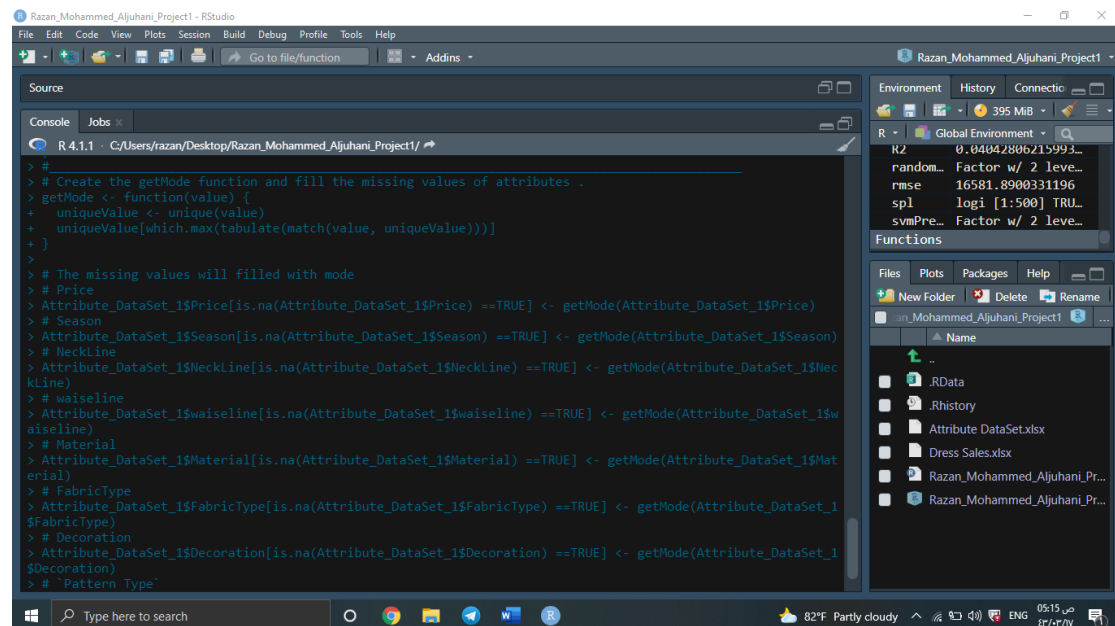 Razan_Mohammed_Aljuhani_Project1 - RStudio
File Edit Code View Plots Session Build Debug Profile Tools Help
Go to file/function
Addins
Razan_Mohammed_Aljuhani_Project1
Source
Console Jobs
R 4.1.1 · C:/Users/razan/Desktop/Razan_Mohammed_Aljuhani_Project1/
> #
> # Create the getMode function and fill the missing values of attributes .
> getMode <- function(value) {
+   uniqueValue <- unique(value)
+   uniqueValue[which.max(tabulate(match(value, uniqueValue)))]
+ }
>
> # The missing values will filled with mode
> # Price
> Attribute_DataSet_1$Price[is.na(Attribute_DataSet_1$Price) ==TRUE] <- getMode(Attribute_DataSet_1$Price)
> # Season
> Attribute_DataSet_1$Season[is.na(Attribute_DataSet_1$Season) ==TRUE] <- getMode(Attribute_DataSet_1$Season)
> # NeckLine
> Attribute_DataSet_1$NeckLine[is.na(Attribute_DataSet_1$NeckLine) ==TRUE] <- getMode(Attribute_DataSet_1$Nec
kLine)
> # waiseline
> Attribute_DataSet_1$waiseline[is.na(Attribute_DataSet_1$waiseline) ==TRUE] <- getMode(Attribute_DataSet_1$w
aiseline)
> # Material
> Attribute_DataSet_1$Material[is.na(Attribute_DataSet_1$Material) ==TRUE] <- getMode(Attribute_DataSet_1$Mat
erial)
> # FabricType
> Attribute_DataSet_1$FabricType[is.na(Attribute_DataSet_1$FabricType) ==TRUE] <- getMode(Attribute_DataSet_1
$FabricType)
> # Decoration
> Attribute_DataSet_1$Decoration[is.na(Attribute_DataSet_1$Decoration) ==TRUE] <- getMode(Attribute_DataSet_1
$Decoration)
> # `Pattern Type`
Environment History Connectio
395 MiB
R Global Environment
R2 0.04042806215993…
random… Factor w/ 2 leve…
rmse 16581.8900331196
spl logi [1:500] TRU…
svmPre… Factor w/ 2 leve…
Functions
Files Plots Packages Help
New Folder Delete Rename
an_Mohammed_Aljuhani_Project1 ...
Name
..
.RData
.Rhistory
Attribute DataSet.xlsx
Dress Sales.xlsx
Razan_Mohammed_Aljuhani_Pr...
Razan_Mohammed_Aljuhani_Pr...
Type here to search
82°F Partly cloudy ENG 05:15 ص
٤٣/٠٣/١٧